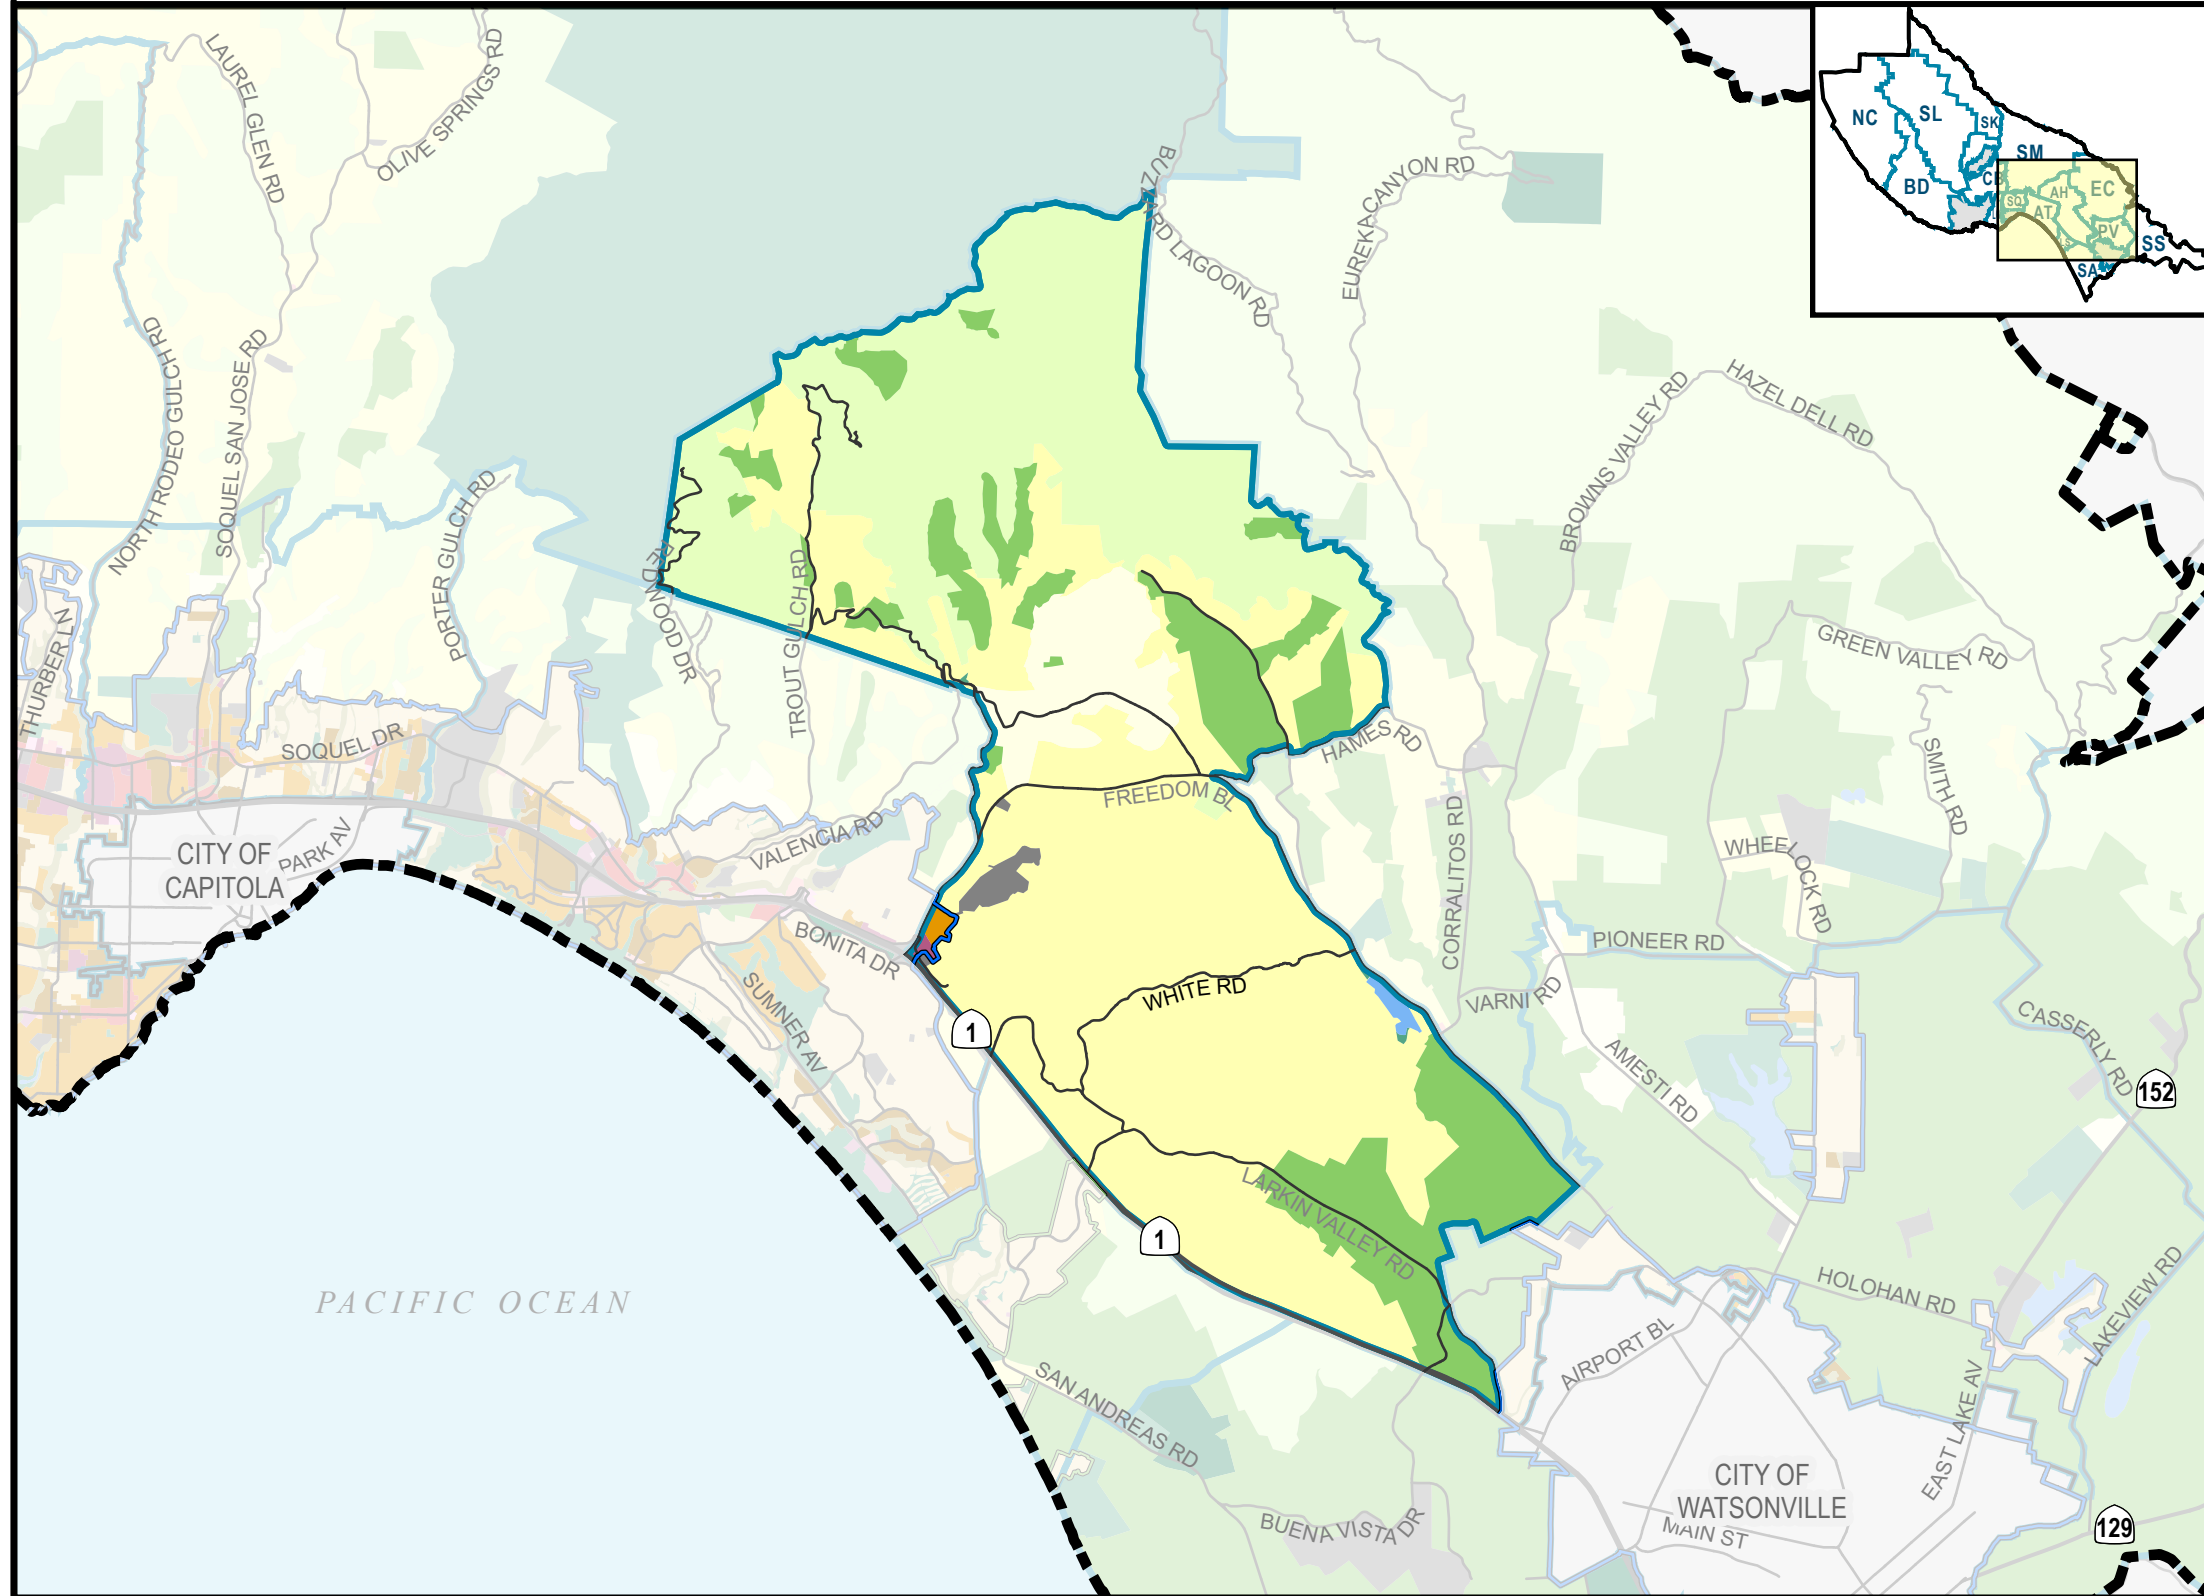 LAUREL GLEN RD
OLIVE SPRINGS RD
BUZZARD LAGOON RD
EUREKA CANYON RD
NC
SL
SK
SM
BD
CB
SQ
AH
EC
AT
PV
LS
SS
SA
NORTH RODEO GULCH RD
SOQUEL SAN JOSE RD
PORTER GULCH RD
BROWNS VALLEY RD
HAZEL DELL RD
REDWOOD DR
TROUT GULCH RD
GREEN VALLEY RD
THURBER LN
SOQUEL DR
HAMES RD
SMITH RD
FREEDOM BL
CORRALITOS RD
WHEELOCK RD
VALENCIA RD
PARK AV
CITY OF
CAPITOLA
BONITA DR
SUMNER AV
PIONEER RD
WHITE RD
VARNI RD
1
AMESTI RD
CASSERLY RD
152
LARKIN VALLEY RD
1
PACIFIC OCEAN
HOLOHAN RD
LAKEVIEW RD
AIRPORT BL
SAN ANDREAS RD
EAST LAKE AV
CITY OF
WATSONVILLE
BUENA VISTA DR
MAIN ST
129